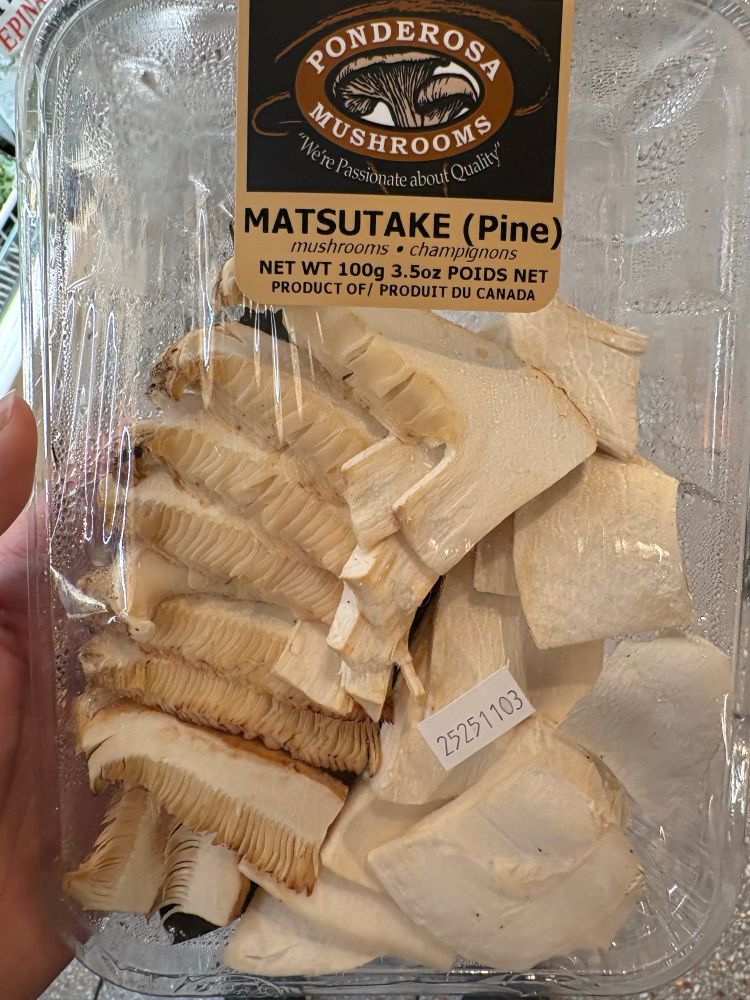 EPINA
PONDEROSA
MUSHROOMS
"We're Passionate about Quality"
MATSUTAKE (Pine)
mushrooms • champignons
NET WT 100g 3.5oz POIDS NET
PRODUCT OF/ PRODUIT DU CANADA
25251103